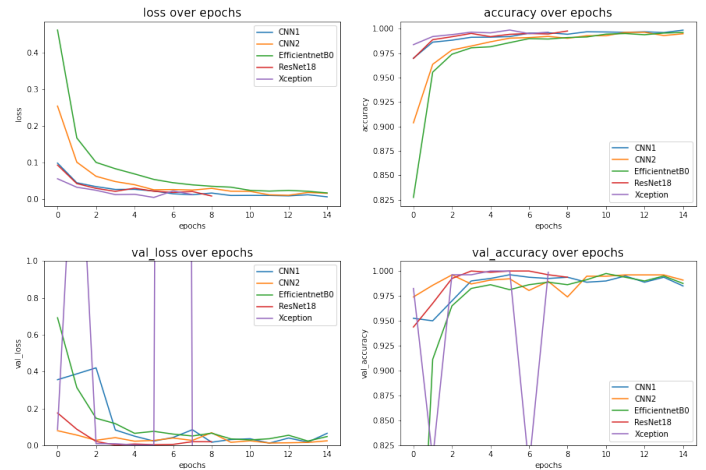 loss over epochs
loss
0.4
0.3
0.2
0.1
0.0
0 2 4 6 8 10 12 14
epochs
CNN1
CNN2
EfficientnetB0
ResNet18
Xception
accuracy over epochs
accuracy
1.000
0.975
0.950
0.925
0.900
0.875
0.850
0.825
0 2 4 6 8 10 12 14
epochs
CNN1
CNN2
EfficientnetB0
ResNet18
Xception
val_loss over epochs
val_loss
1.0
0.8
0.6
0.4
0.2
0.0
0 2 4 6 8 10 12 14
epochs
CNN1
CNN2
EfficientnetB0
ResNet18
Xception
val_accuracy over epochs
val_accuracy
1.000
0.975
0.950
0.925
0.900
0.875
0.850
0.825
0 2 4 6 8 10 12 14
epochs
CNN1
CNN2
EfficientnetB0
ResNet18
Xception